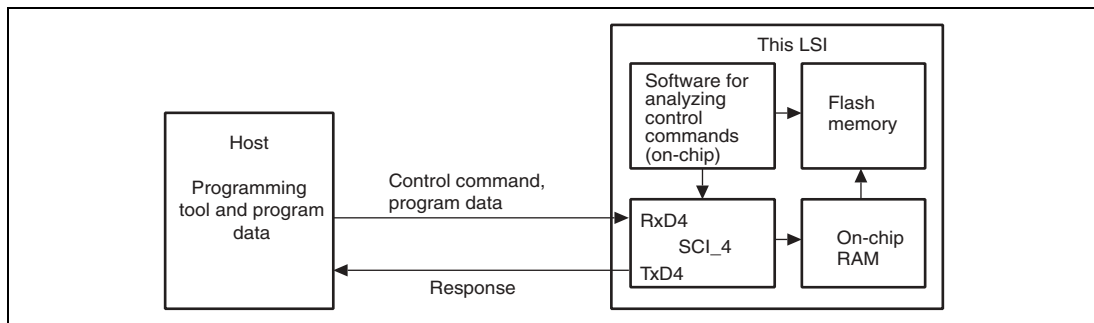 This LSI
Software for
analyzing
control
commands
(on-chip)
Flash
memory
Host
Programming
tool and program
data
Control command,
program data
RxD4
SCI_4
TxD4
On-chip
RAM
Response